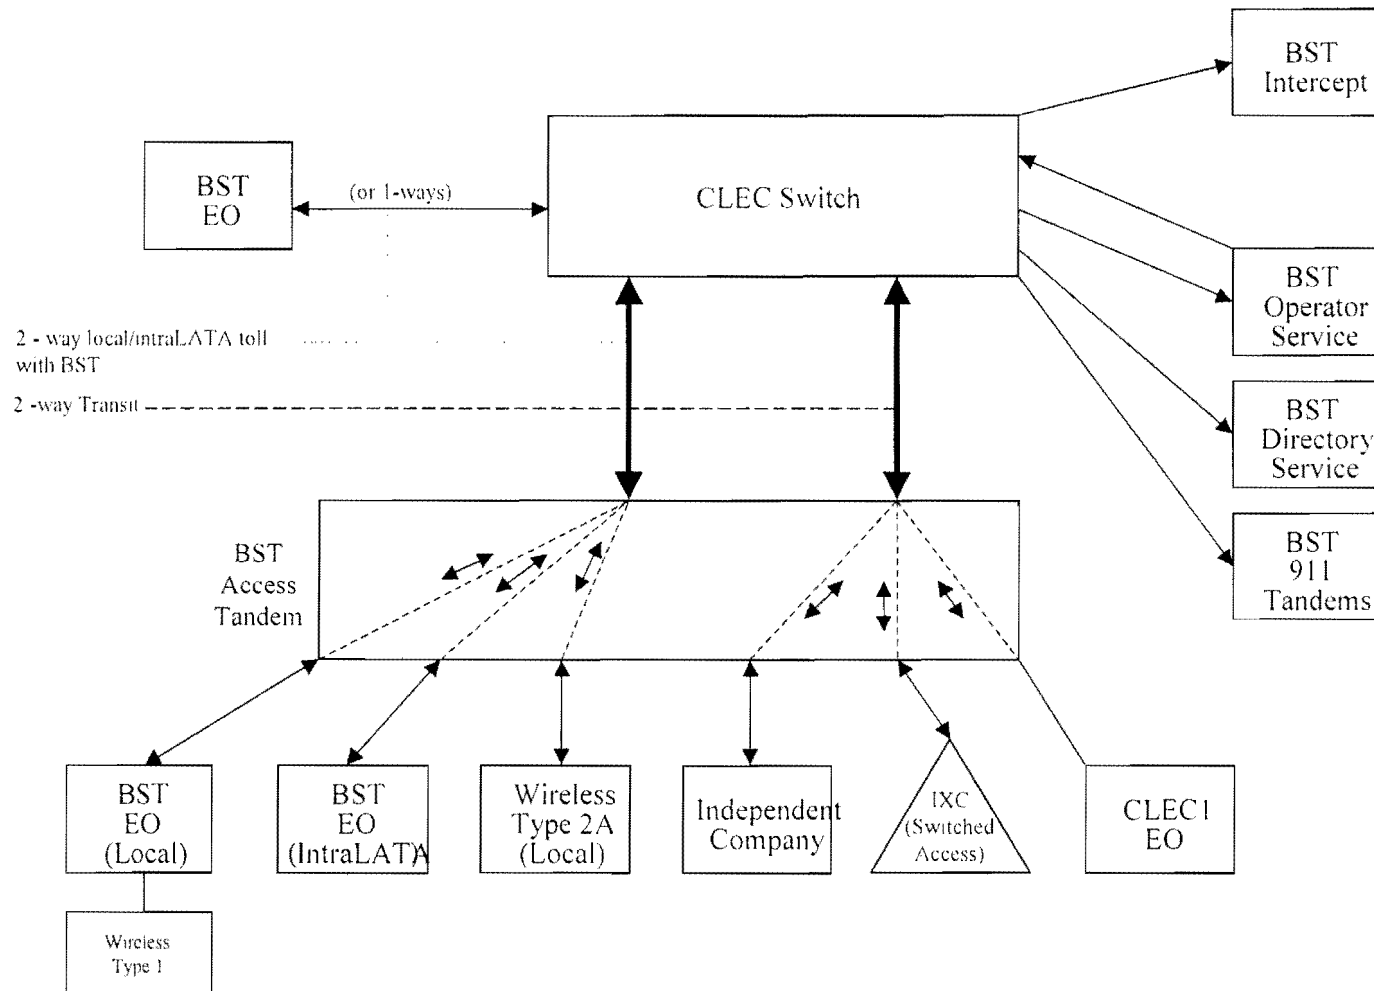 BST
Intercept
BST
EO
(or 1-ways)
CLEC Switch
BST
Operator
Service
2 - way local/intraLATA toll
with BST
2 -way Transit
BST
Directory
Service
BST
911
Tandems
BST
Access
Tandem
BST
EO
(Local)
BST
EO
(IntraLATA)
Wireless
Type 2A
(Local)
Independent
Company
IXC
(Switched
Access)
CLEC1
EO
Wireless
Type 1